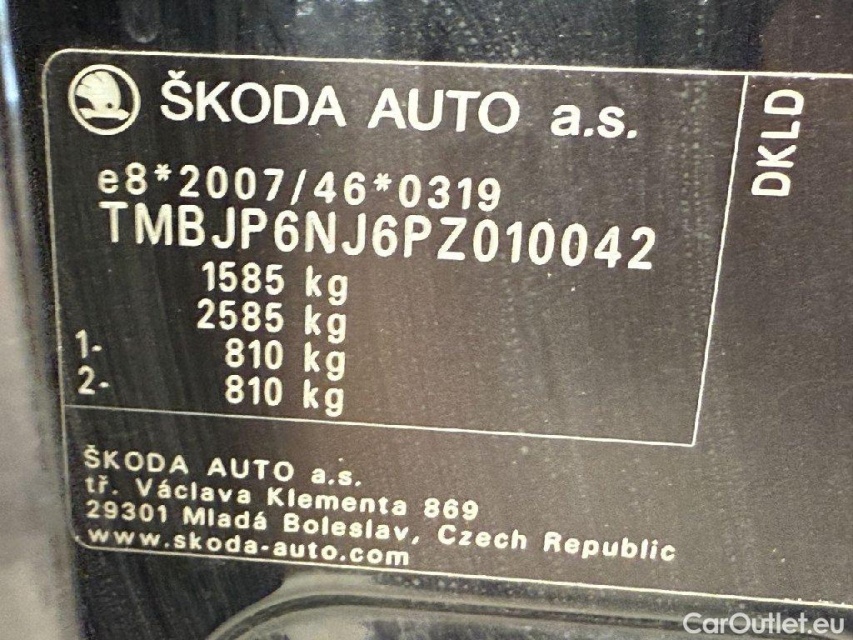 ŠKODA AUTO a.s.
DKLD
e8*2007/46*0319
TMBJP6NJ6PZ010042
1585 kg
2585 kg
1- 810 kg
2- 810 kg
ŠKODA AUTO a.s.
tř. Václava Klementa 869
29301 Mladá Boleslav, Czech Republic
www.skoda-auto.com
CarOutlet.eu